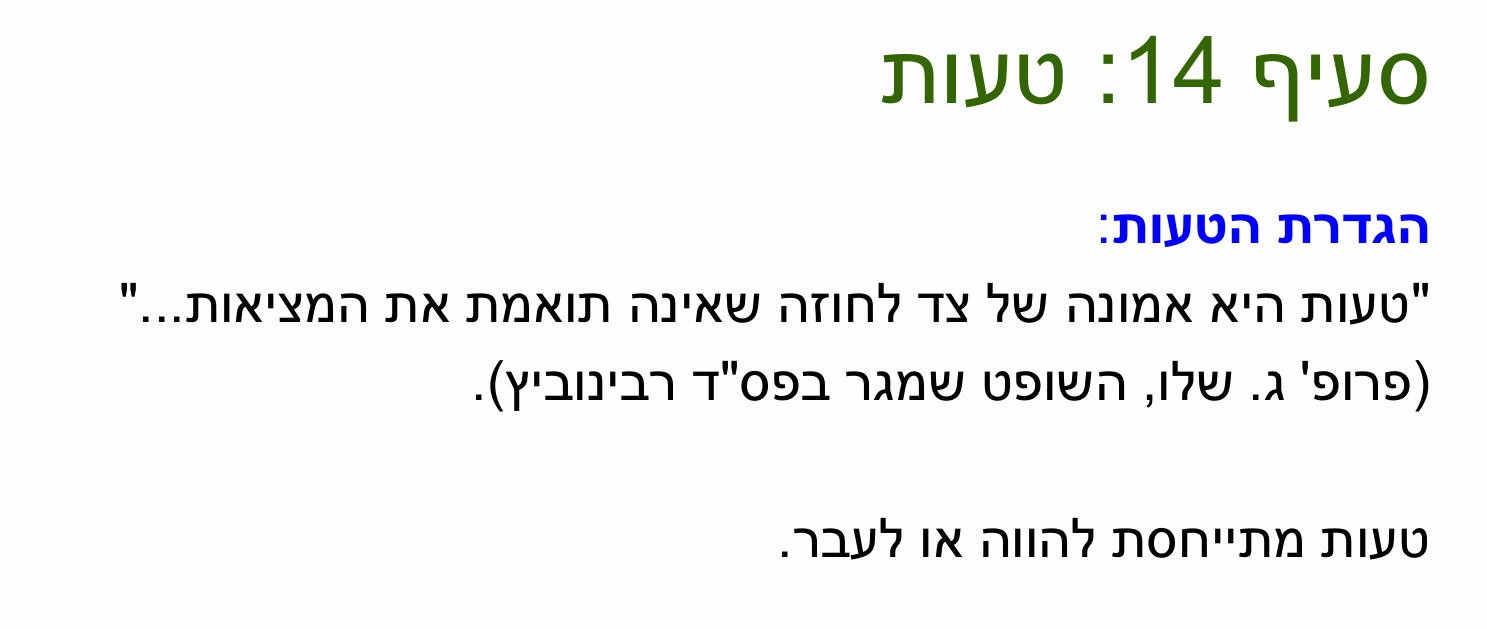 סעיף 14: טעות
הגדרת הטעות:
"טעות היא אמונה של צד לחוזה שאינה תואמת את המציאות..."
(פרופ' ג. שלו, השופט שמגר בפס"ד רבינוביץ).
טעות מתייחסת להווה או לעבר.